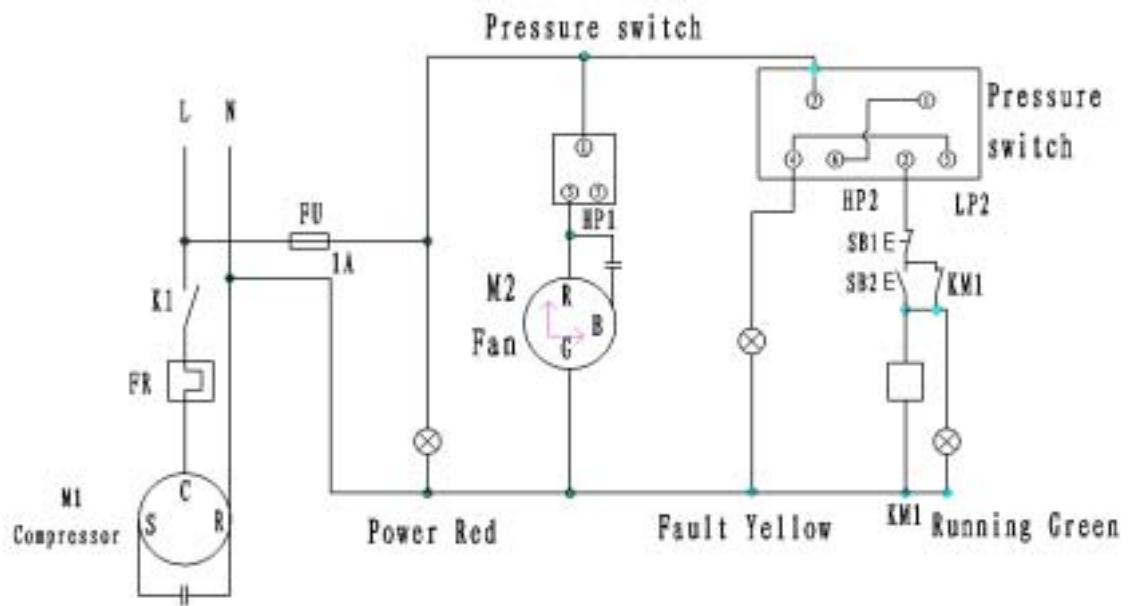 Pressure switch
L N
Pressure
switch
FU
1A
HP1
HP2
LP2
SB1
SB2
KM1
K1
M2
Fan
R
B
G
FR
C
S
R
M1
Compressor
Power Red
Fault Yellow
KM1
Running Green